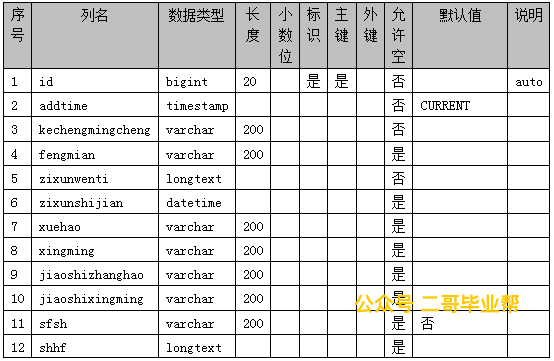 序号 列名 数据类型 长度 小数位 标识 主键 外键 允许空 默认值 说明
1 id bigint 20 是 是 否 auto
2 addtime timestamp 否 CURRENT
3 kechengmingcheng varchar 200 否
4 fengmian varchar 200 是
5 zixunwenti longtext 否
6 zixunshijian datetime 是
7 xuehao varchar 200 是
8 xingming varchar 200 是
9 jiaoshizhanghao varchar 200 是
10 jiaoshixingming varchar 200 是
公众号 二哥毕业帮
11 sfsh varchar 200 是 否
12 shhf longtext 是